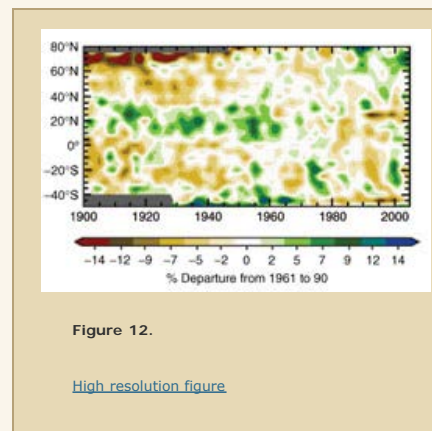 80°N
60°N
40°N
20°N
0°
−20°S
−40°S
1900 1920 1940 1960 1980 2000
−14 −12 −9 −7 −5 −2 0 2 5 7 9 12 14
% Departure from 1961 to 90
Figure 12.
High resolution figure